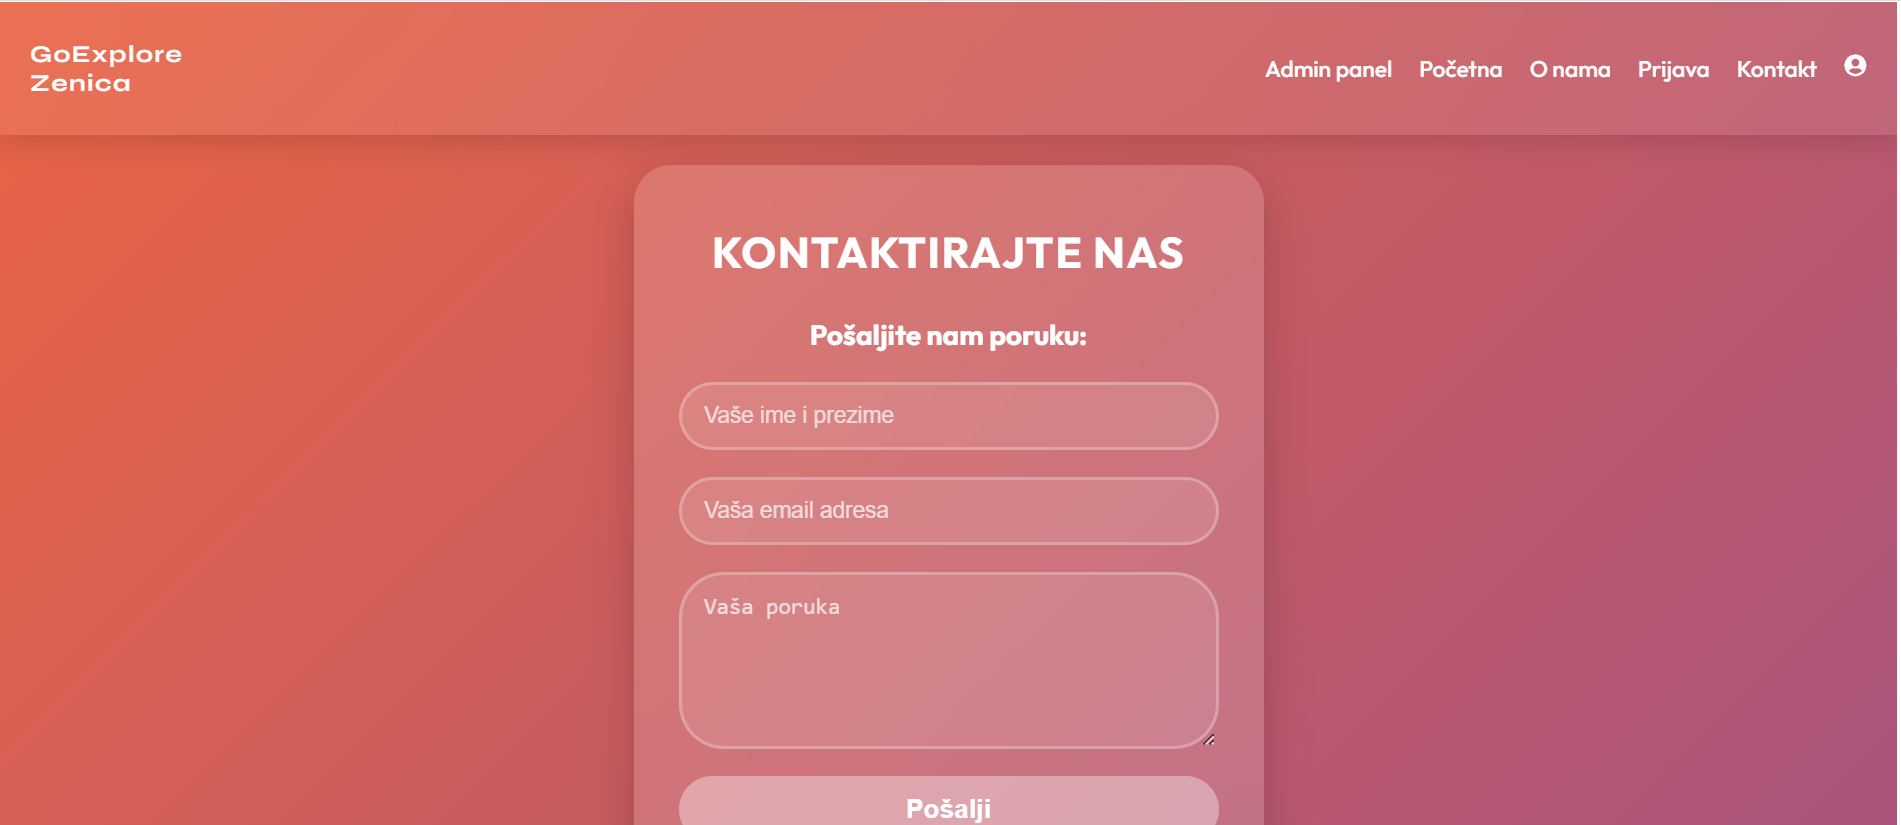 GoExplore
Zenica
Admin panel Početna O nama Prijava Kontakt
KONTAKTIRAJTE NAS
Pošaljite nam poruku:
Vaše ime i prezime
Vaša email adresa
Vaša poruka
Pošalji